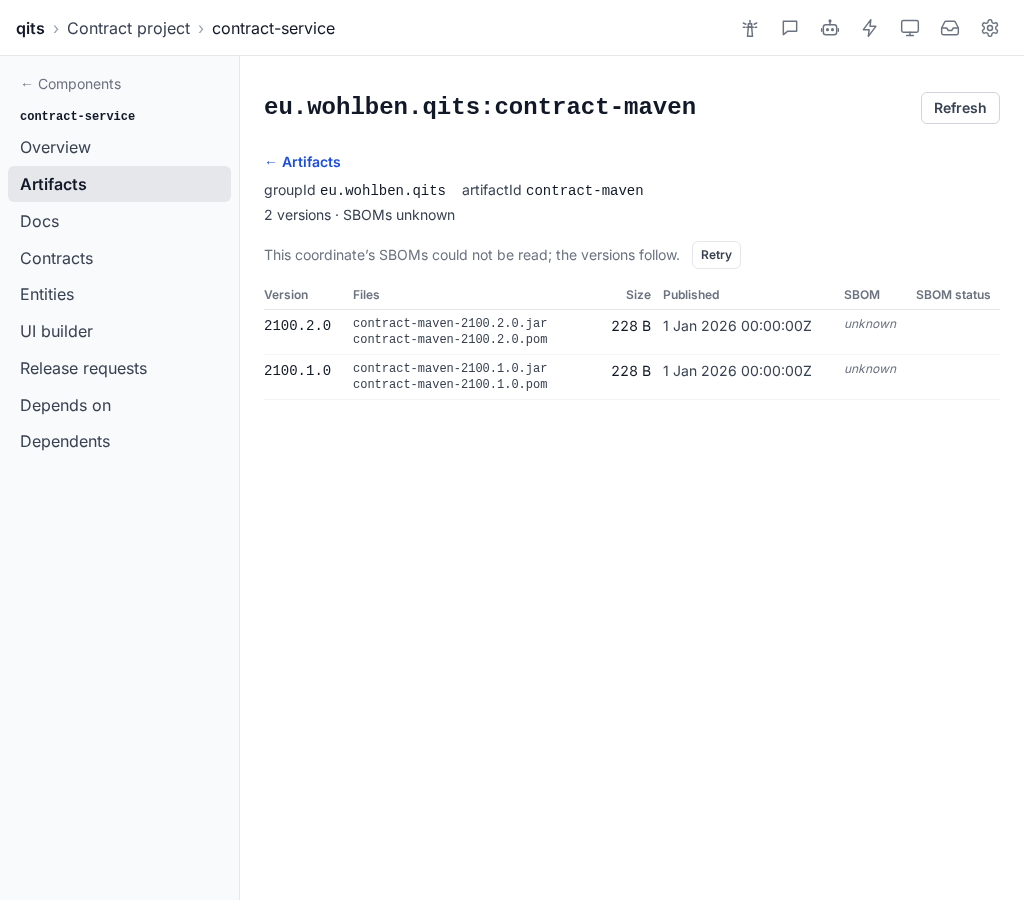 qits › Contract project › contract-service
← Components
contract-service
Overview
Artifacts
Docs
Contracts
Entities
UI builder
Release requests
Depends on
Dependents
eu.wohlben.qits:contract-maven
Refresh
← Artifacts
groupId eu.wohlben.qits artifactId contract-maven
2 versions · SBOMs unknown
This coordinate’s SBOMs could not be read; the versions follow. Retry
Version Files Size Published SBOM SBOM status
2100.2.0 contract-maven-2100.2.0.jar 228 B 1 Jan 2026 00:00:00Z unknown
contract-maven-2100.2.0.pom
2100.1.0 contract-maven-2100.1.0.jar 228 B 1 Jan 2026 00:00:00Z unknown
contract-maven-2100.1.0.pom